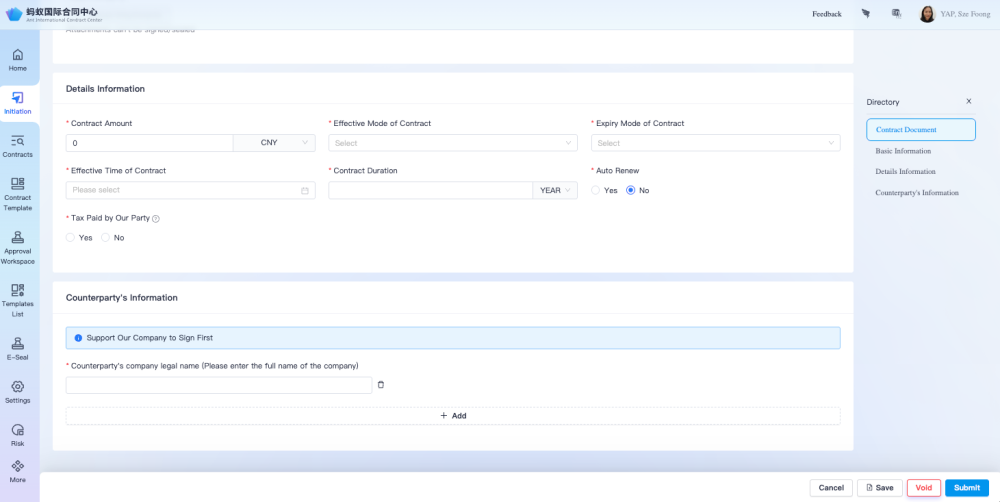 蚂蚁国际合同中心
Ant International Contract Center
Feedback
YAP, Sze Foong
Home
Initiation
Contracts
Contract
Template
Approval
Workspace
Templates
List
E-Seal
Settings
Risk
More
Attachments can't be signed/sealed
Details Information
* Contract Amount
0
CNY
* Effective Mode of Contract
Select
* Expiry Mode of Contract
Select
* Effective Time of Contract
Please select
* Contract Duration
YEAR
* Auto Renew
Yes
No
* Tax Paid by Our Party ?
Yes
No
Counterparty's Information
Support Our Company to Sign First
* Counterparty's company legal name (Please enter the full name of the company)
+ Add
Directory X
Contract Document
Basic Information
Details Information
Counterparty's Information
Cancel
Save
Void
Submit